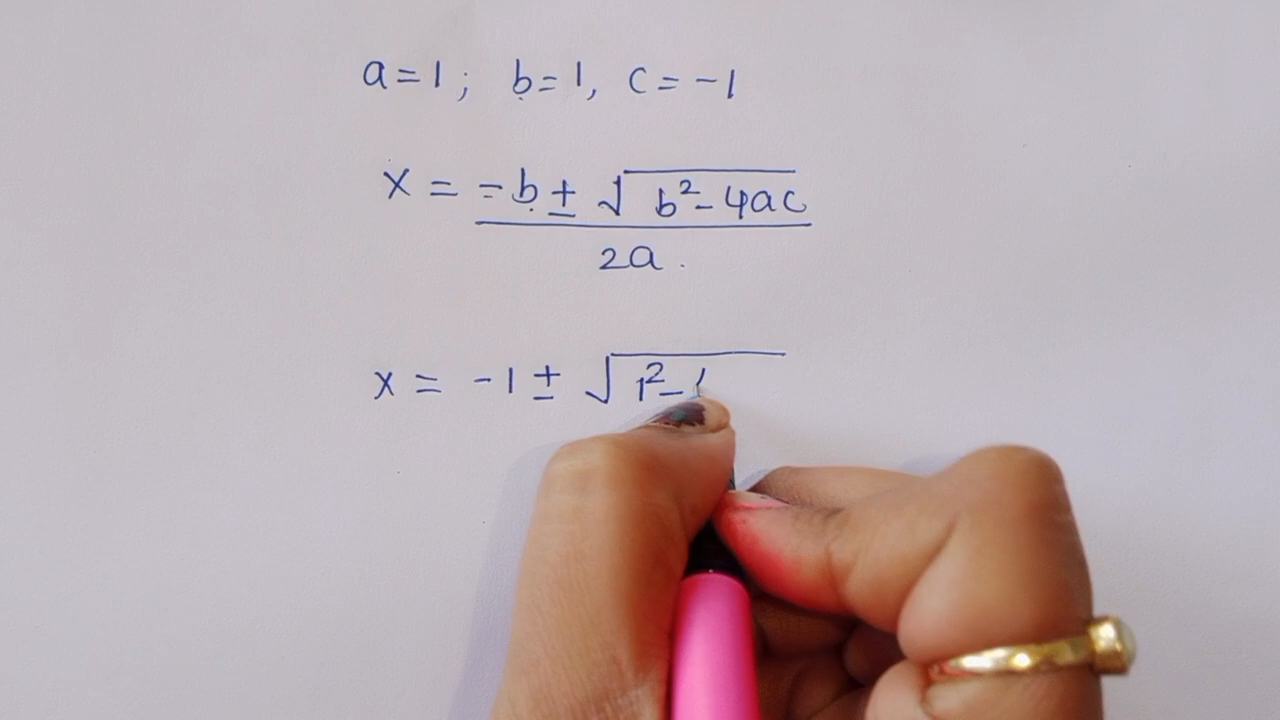 a=1; b=1, c=-1
x = -b ± √(b²-4ac)
2a.
x = -1 ± √(1²-